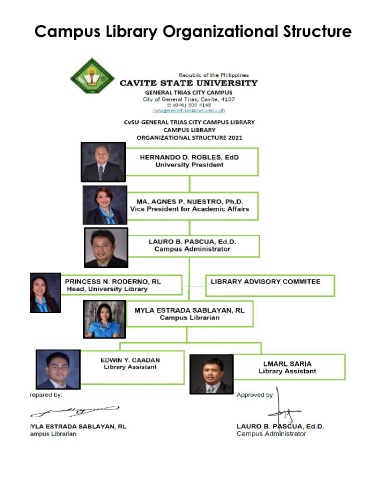 Campus Library Organizational Structure
Republic of the Philippines
CAVITE STATE UNIVERSITY
GENERAL TRIAS CITY CAMPUS
City of General Trias, Cavite, 4107
CvSU-GENERAL TRIAS CITY CAMPUS LIBRARY
CAMPUS LIBRARY
ORGANIZATIONAL STRUCTURE 2021
HERNANDO D. ROBLES, EdD
University President
MA. AGNES P. NUESTRO, Ph.D.
Vice President for Academic Affairs
LAURO B. PASCUA, Ed.D.
Campus Administrator
PRINCESS N. RODERNO, RL
Head, University Library
LIBRARY ADVISORY COMMITEE
MYLA ESTRADA SABLAYAN, RL
Campus Librarian
EDWIN Y. CAADAN
Library Assistant
LMARL SARIA
Library Assistant
repared by:
Approved by:
YLA ESTRADA SABLAYAN, RL
ampus Librarian
LAURO B. PASCUA, Ed.D.
Campus Administrator